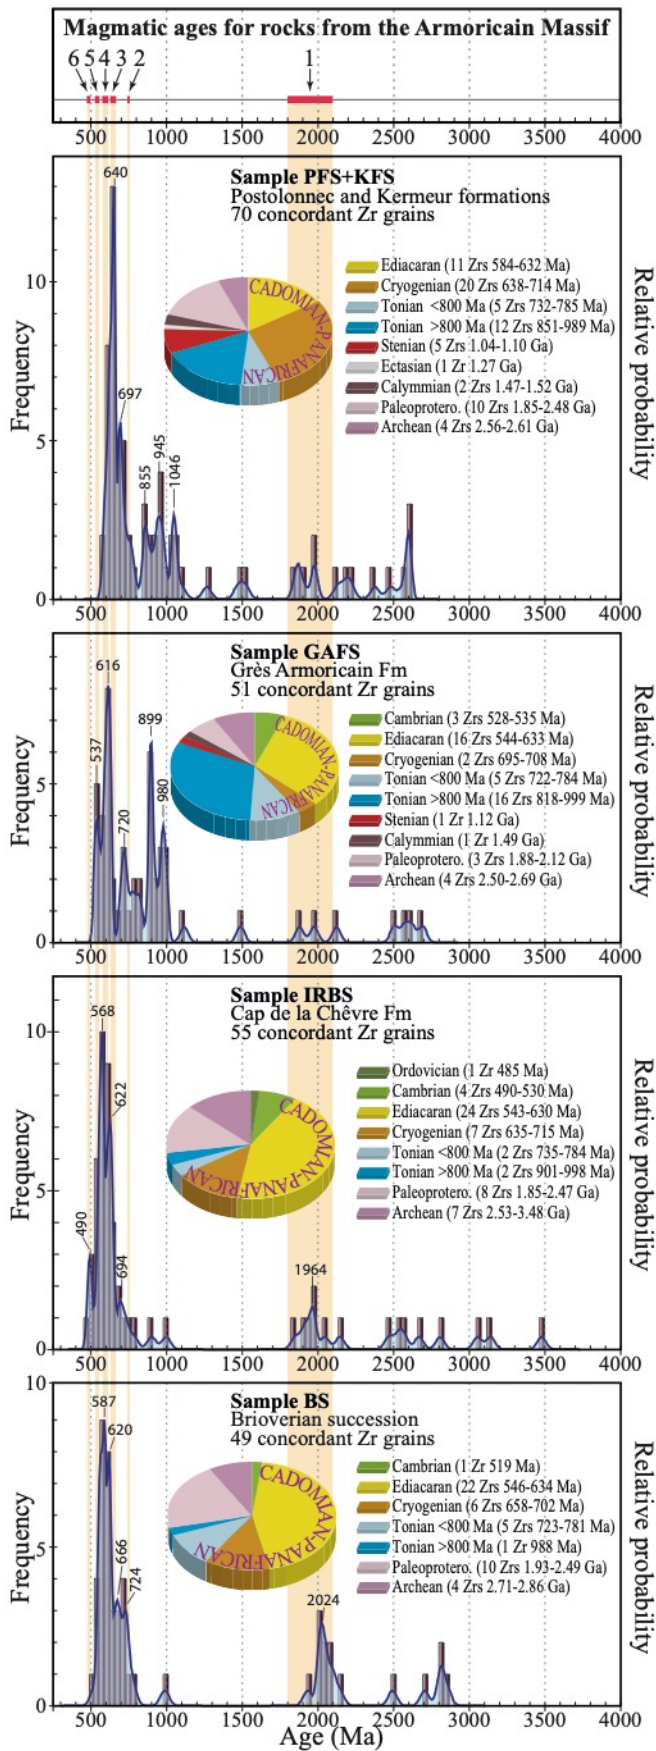 Magmatic ages for rocks from the Armoricain Massif
6 5 4 3 2 1
500 1000 1500 2000 2500 3000 3500 4000
640
Sample PFS+KFS
Postolonnec and Kermeur formations
70 concordant Zr grains
CADOMIAN-PANAFRICAN
Ediacaran (11 Zrs 584-632 Ma)
Cryogenian (20 Zrs 638-714 Ma)
Tonian <800 Ma (5 Zrs 732-785 Ma)
Tonian >800 Ma (12 Zrs 851-989 Ma)
Stenian (5 Zrs 1.04-1.10 Ga)
Ectasian (1 Zr 1.27 Ga)
Calymmian (2 Zrs 1.47-1.52 Ga)
Paleoprotero. (10 Zrs 1.85-2.48 Ga)
Archean (4 Zrs 2.56-2.61 Ga)
10
5
0
Frequency
Relative probability
697
855
945
1046
500 1000 1500 2000 2500 3000 3500 4000
616
Sample GAFS
Grès Armoricain Fm
51 concordant Zr grains
CADOMIAN-PANAFRICAN
Cambrian (3 Zrs 528-535 Ma)
Ediacaran (16 Zrs 544-633 Ma)
Cryogenian (2 Zrs 695-708 Ma)
Tonian <800 Ma (5 Zrs 722-784 Ma)
Tonian >800 Ma (16 Zrs 818-999 Ma)
Stenian (1 Zr 1.12 Ga)
Calymmian (1 Zr 1.49 Ga)
Paleoprotero. (3 Zrs 1.88-2.12 Ga)
Archean (4 Zrs 2.50-2.69 Ga)
5
0
Frequency
Relative probability
537
720
899
980
500 1000 1500 2000 2500 3000 3500 4000
568
Sample IRBS
Cap de la Chêvre Fm
55 concordant Zr grains
CADOMIAN-PANAFRICAN
Ordovician (1 Zr 485 Ma)
Cambrian (4 Zrs 490-530 Ma)
Ediacaran (24 Zrs 543-630 Ma)
Cryogenian (7 Zrs 635-715 Ma)
Tonian <800 Ma (2 Zrs 735-784 Ma)
Tonian >800 Ma (2 Zrs 901-998 Ma)
Paleoprotero. (8 Zrs 1.85-2.47 Ga)
Archean (7 Zrs 2.53-3.48 Ga)
10
5
0
Frequency
Relative probability
622
490
694
1964
500 1000 1500 2000 2500 3000 3500 4000
587
620
Sample BS
Brioverian succession
49 concordant Zr grains
CADOMIAN-PANAFRICAN
Cambrian (1 Zr 519 Ma)
Ediacaran (22 Zrs 546-634 Ma)
Cryogenian (6 Zrs 658-702 Ma)
Tonian <800 Ma (5 Zrs 723-781 Ma)
Tonian >800 Ma (1 Zr 988 Ma)
Paleoprotero. (10 Zrs 1.93-2.49 Ga)
Archean (4 Zrs 2.71-2.86 Ga)
10
5
0
Frequency
Relative probability
666
724
2024
500 1000 1500 2000 2500 3000 3500 4000
Age (Ma)